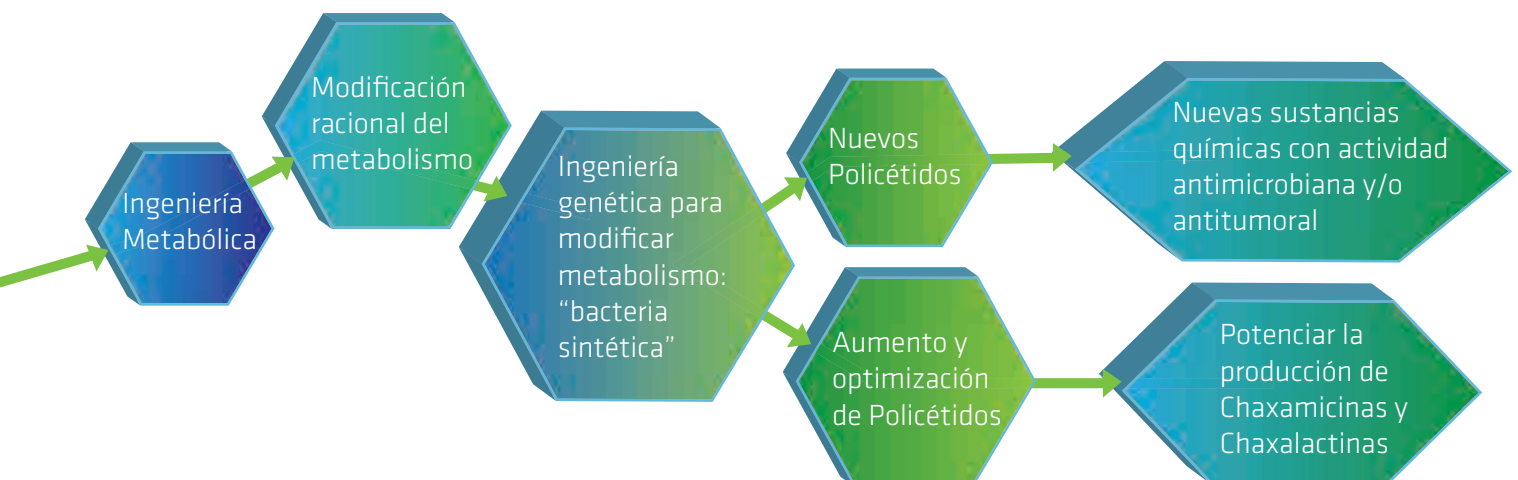 Ingeniería
Metabólica
Modificación
racional del
metabolismo
Ingeniería
genética para
modificar
metabolismo:
“bacteria
sintética”
Nuevos
Policétidos
Nuevas sustancias
químicas con actividad
antimicrobiana y/o
antitumoral
Aumento y
optimización
de Policétidos
Potenciar la
producción de
Chaxamicinas y
Chaxalactinas